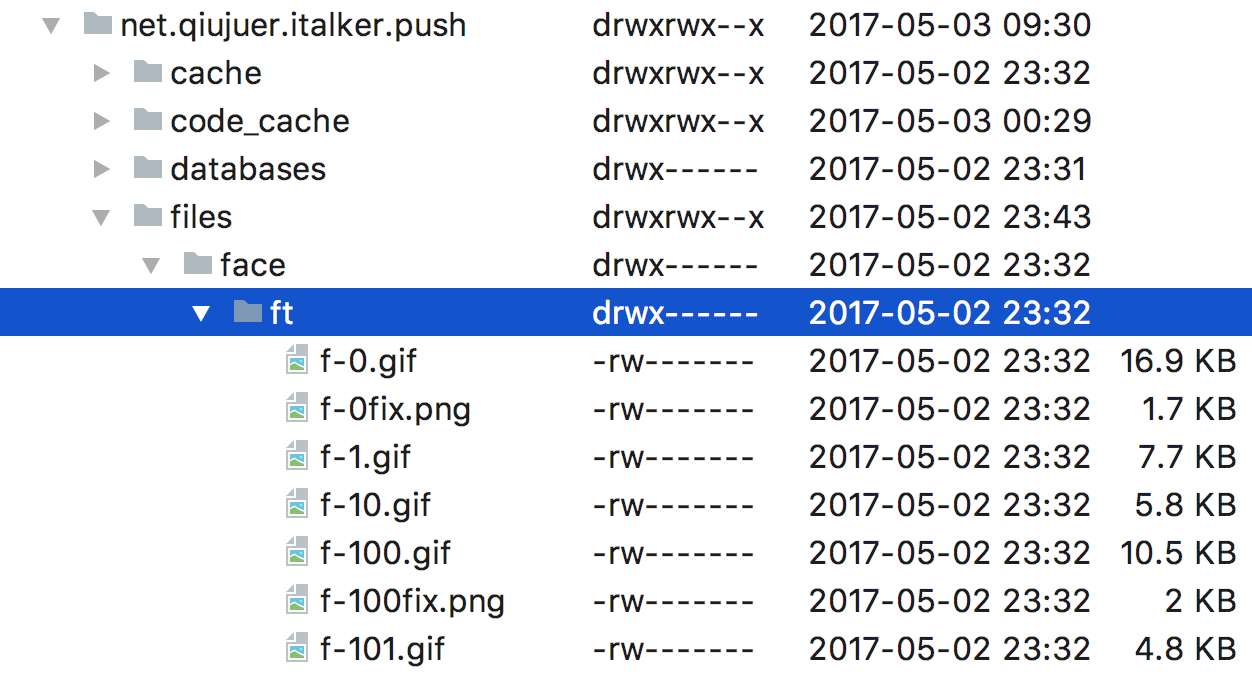 net.qiujuer.italker.push drwxrwx--x 2017-05-03 09:30
cache drwxrwx--x 2017-05-02 23:32
code_cache drwxrwx--x 2017-05-03 00:29
databases drwx------ 2017-05-02 23:31
files drwxrwx--x 2017-05-02 23:43
face drwx------ 2017-05-02 23:32
ft drwx------ 2017-05-02 23:32
f-0.gif -rw------- 2017-05-02 23:32 16.9 KB
f-0fix.png -rw------- 2017-05-02 23:32 1.7 KB
f-1.gif -rw------- 2017-05-02 23:32 7.7 KB
f-10.gif -rw------- 2017-05-02 23:32 5.8 KB
f-100.gif -rw------- 2017-05-02 23:32 10.5 KB
f-100fix.png -rw------- 2017-05-02 23:32 2 KB
f-101.gif -rw------- 2017-05-02 23:32 4.8 KB